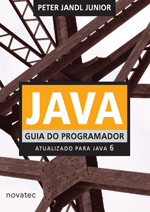 PETER JANDL JUNIOR
JAVA
GUIA DO PROGRAMADOR
ATUALIZADO PARA JAVA 6
novatec